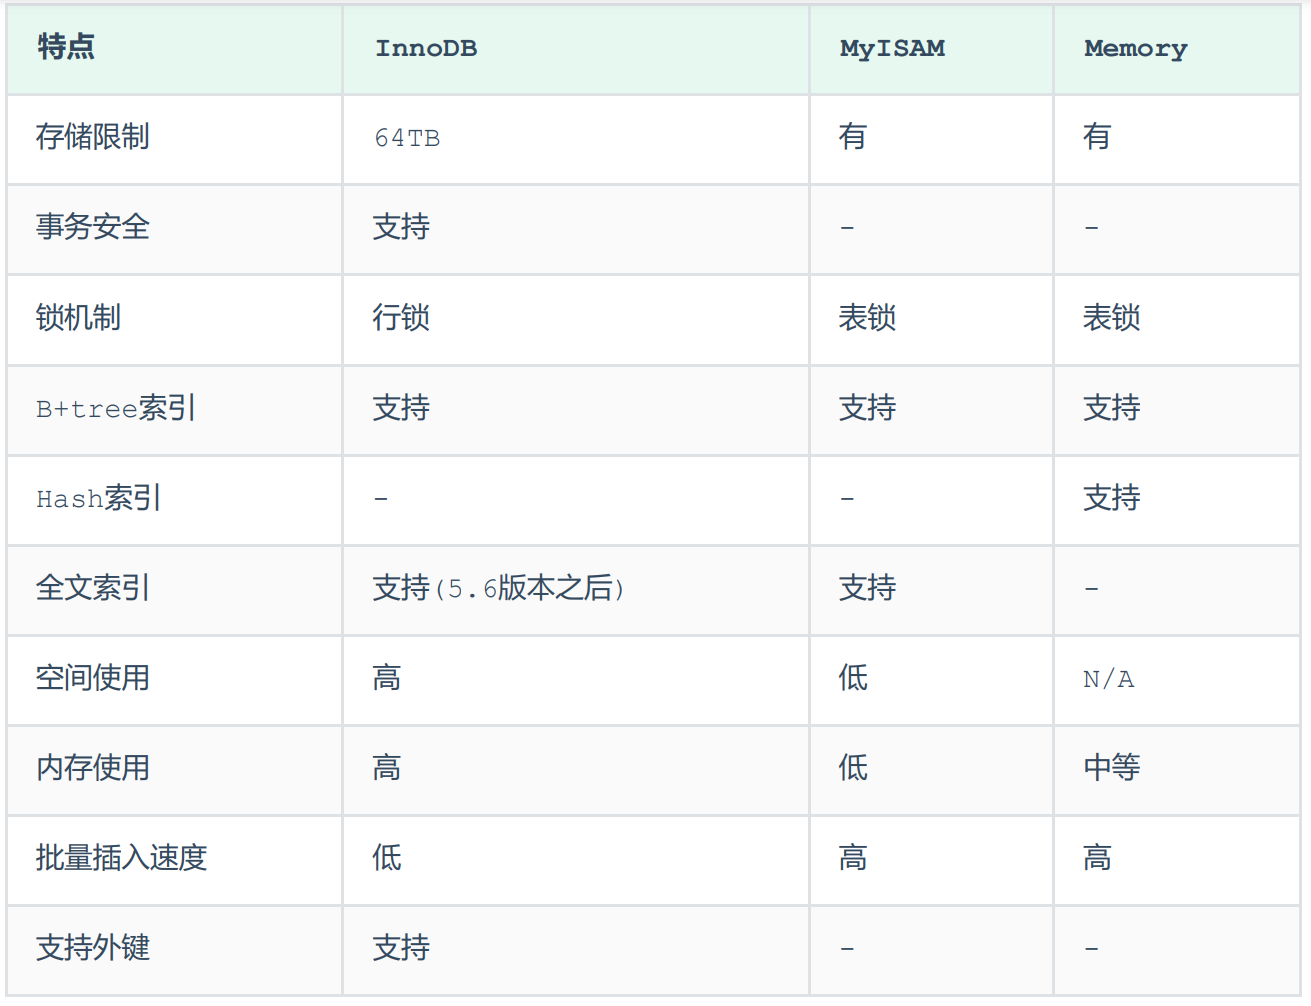 特点 InnoDB MyISAM Memory
存储限制 64TB 有 有
事务安全 支持 - -
锁机制 行锁 表锁 表锁
B+tree索引 支持 支持 支持
Hash索引 - - 支持
全文索引 支持(5.6版本之后) 支持 -
空间使用 高 低 N/A
内存使用 高 低 中等
批量插入速度 低 高 高
支持外键 支持 - -